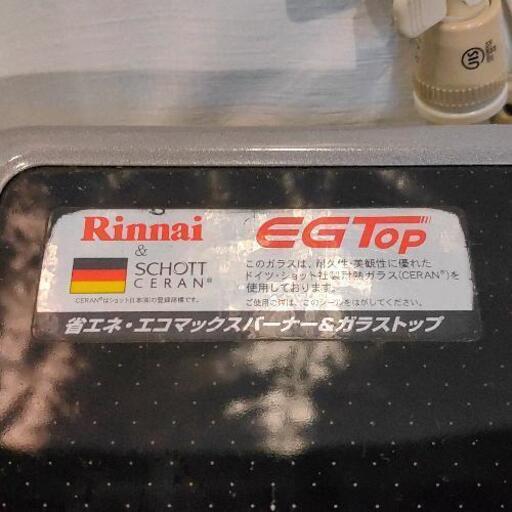 Rinnai
&
SCHOTT
CERAN®
CERAN®はショット日本㈱の登録商標です。
EGTOP
このガラスは、耐久性・美観性に優れた
ドイツ・ショット社製耐熱ガラス(CERAN®)を
使用しております。
ご使用の際は、このシールをはがしてください。
省エネ・エコマックスバーナー&ガラストップ